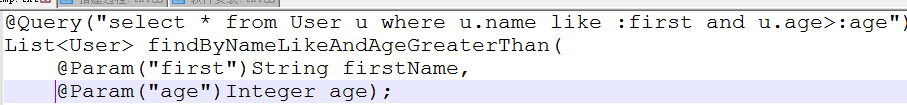 @Query("select * from User u where u.name like :first and u.age>:age")
List<User> findByNameLikeAndAgeGreaterThan(
@Param("first")String firstName,
@Param("age")Integer age);